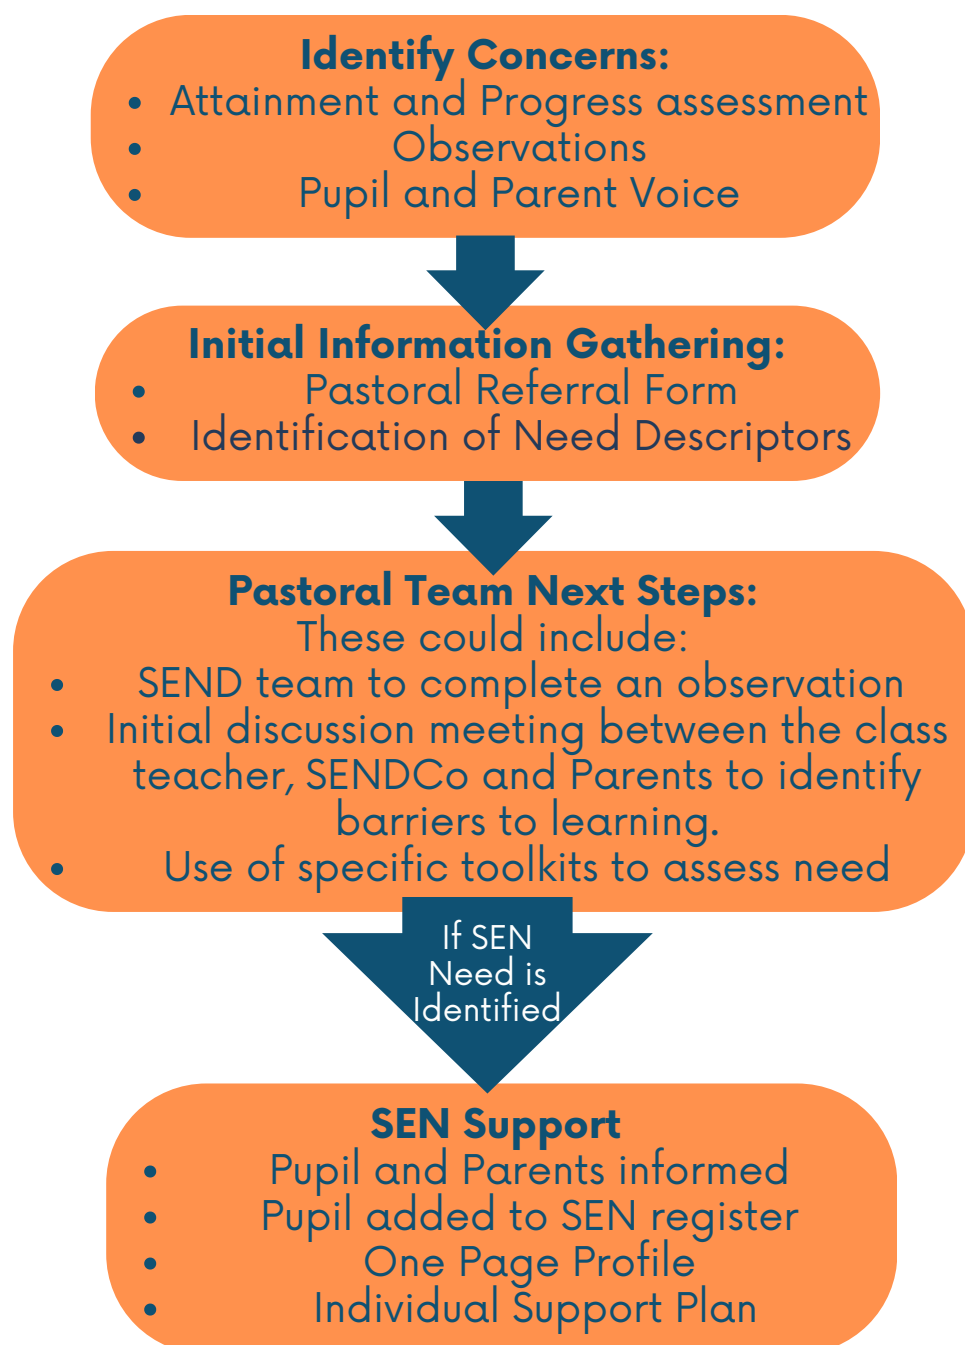 Identify Concerns:
• Attainment and Progress assessment
• Observations
• Pupil and Parent Voice
Initial Information Gathering:
• Pastoral Referral Form
• Identification of Need Descriptors
Pastoral Team Next Steps:
These could include:
• SEND team to complete an observation
• Initial discussion meeting between the class
teacher, SENDCo and Parents to identify
barriers to learning.
• Use of specific toolkits to assess need
If SEN
Need is
Identified
SEN Support
• Pupil and Parents informed
• Pupil added to SEN register
• One Page Profile
• Individual Support Plan